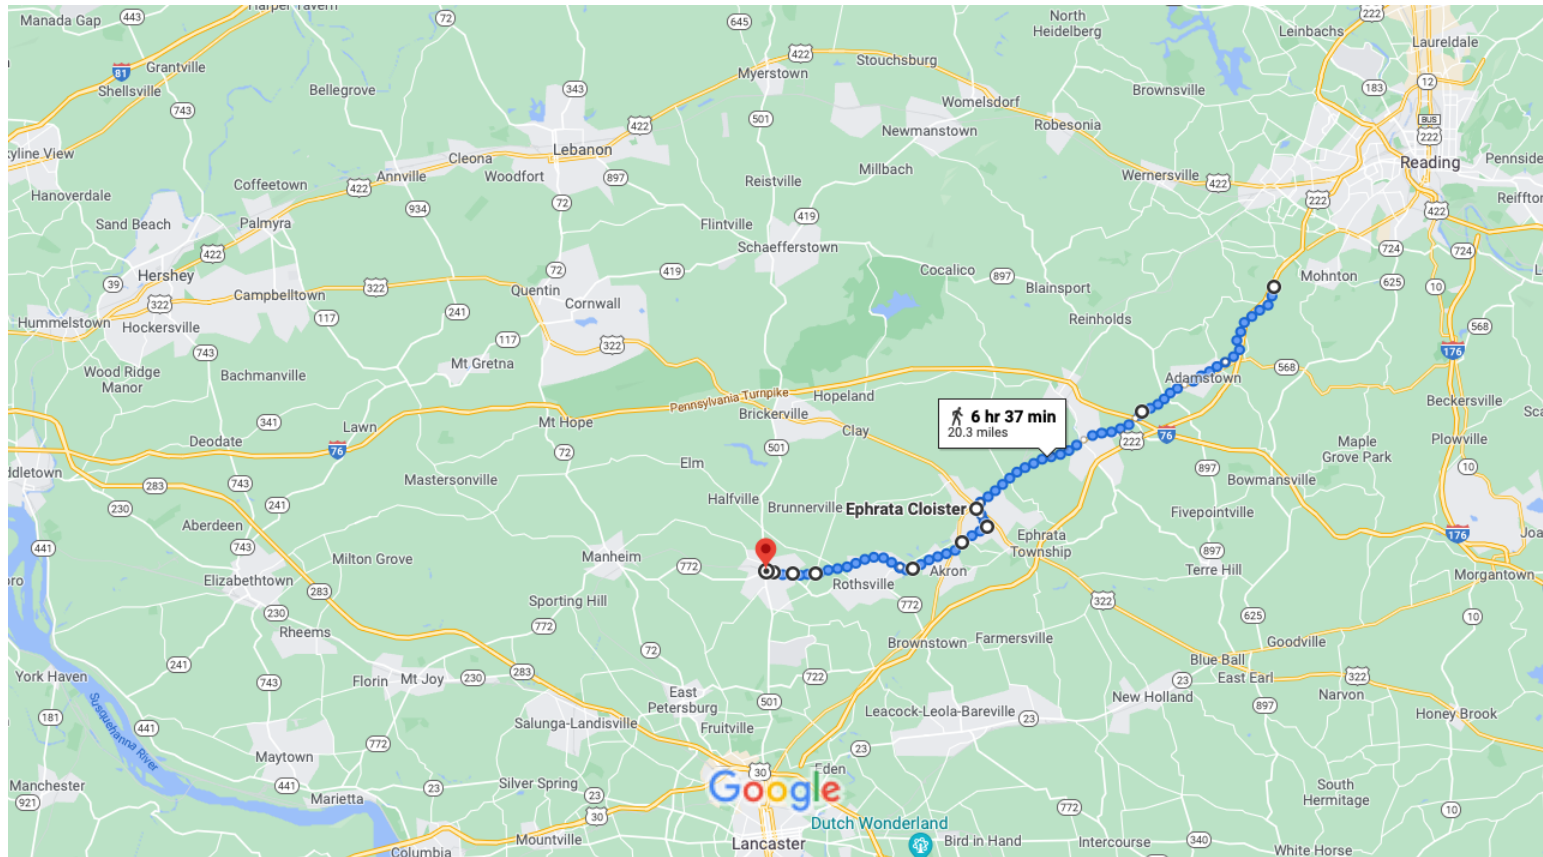 Harper Tavern
Manada Gap
443
72
645
North
Heidelberg
222
Leinbachs
222
Laureldale
Grantville
81
Shellsville
Bellegrove
422
Stouchsburg
Myerstown
12
183
Brownsville
743
343
501
422
Womelsdorf
Newmanstown
Robesonia
BUS
222
Lebanon
Cleona
Annville
Woodfort
897
Millbach
Reistville
Wernersville
422
Reading
Pennside
Hanoverdale
Coffeetown
422
934
72
Flintville
419
222
422
Sand Beach
Palmyra
Schaefferstown
724
724
422
Hershey
39
322
Campbelltown
322
72
419
Quentin
Cornwall
Cocalico
897
Blainsport
Mohnton
625
10
Hummelstown
Hockersville
117
241
Reinholds
568
743
117
322
Wood Ridge
Manor
Bachmanville
Mt Gretna
176
568
Adamstown
Pennsylvania Turnpike
Hopeland
Brickerville
Beckersville
341
Lawn
Mt Hope
Clay
6 hr 37 min
20.3 miles
Deodate
76
72
501
222
76
Maple
Grove Park
Plowville
283
743
Mastersonville
Elm
897
Bowmansville
10
230
Halfville
Brunnerville
Ephrata Cloister
Fivepointville
Aberdeen
441
Milton Grove
Manheim
Ephrata
Township
176
897
Elizabethtown
772
Akron
Rothsville
Terre Hill
Morgantown
283
230
Sporting Hill
772
322
Rheems
772
72
Brownstown
Farmersville
625
Goodville
10
241
York Haven
743
Florin
Mt Joy
230
283
722
Blue Ball
East Earl
322
23
New Holland
Narvon
East
Petersburg
501
181
441
Salunga-Landisville
Fruitville
Leacock-Leola-Bareville
23
897
Honey Brook
Susquehanna River
772
23
Maytown
Manchester
921
441
23
Silver Spring
23
30
Eden
Google
South
Hermitage
Marietta
30
772
10
Dutch Wonderland
Mountville
Lancaster
Bird in Hand
Intercourse
340
White Horse
Columbia